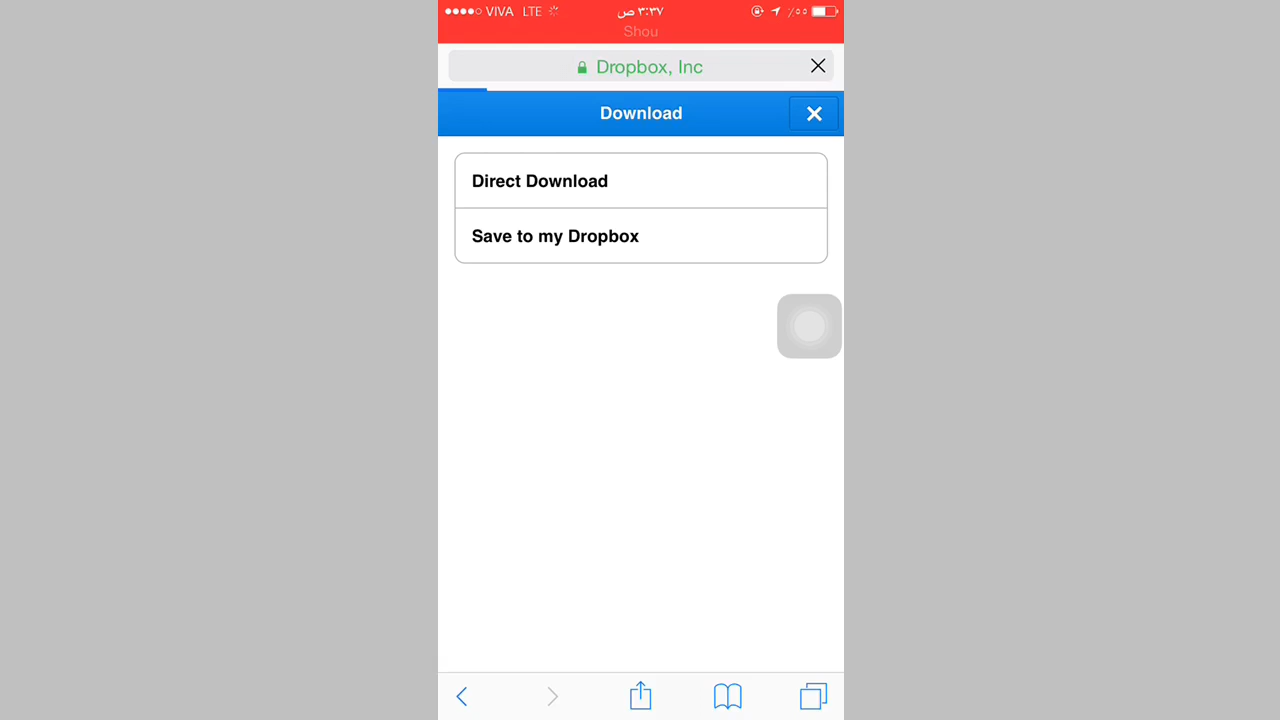 VIVA LTE ٣:٣٧ ص ٪٥٥
Shou
Dropbox, Inc
Download
Direct Download
Save to my Dropbox